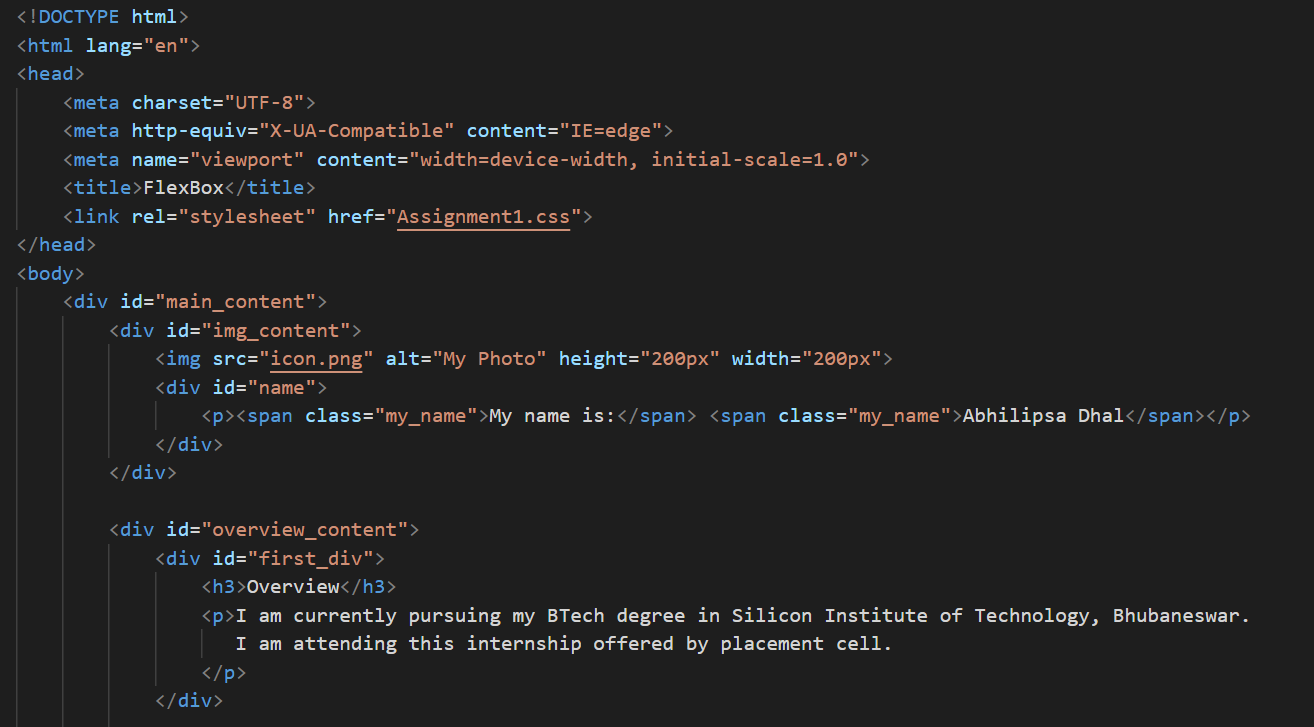 <!DOCTYPE html>
<html lang="en">
<head>
    <meta charset="UTF-8">
    <meta http-equiv="X-UA-Compatible" content="IE=edge">
    <meta name="viewport" content="width=device-width, initial-scale=1.0">
    <title>FlexBox</title>
    <link rel="stylesheet" href="Assignment1.css">
</head>
<body>
    <div id="main_content">
        <div id="img_content">
            <img src="icon.png" alt="My Photo" height="200px" width="200px">
            <div id="name">
                <p><span class="my_name">My name is:</span> <span class="my_name">Abhilipsa Dhal</span></p>
            </div>
        </div>

        <div id="overview_content">
            <div id="first_div">
                <h3>Overview</h3>
                <p>I am currently pursuing my BTech degree in Silicon Institute of Technology, Bhubaneswar.
                   I am attending this internship offered by placement cell.
                </p>
            </div>